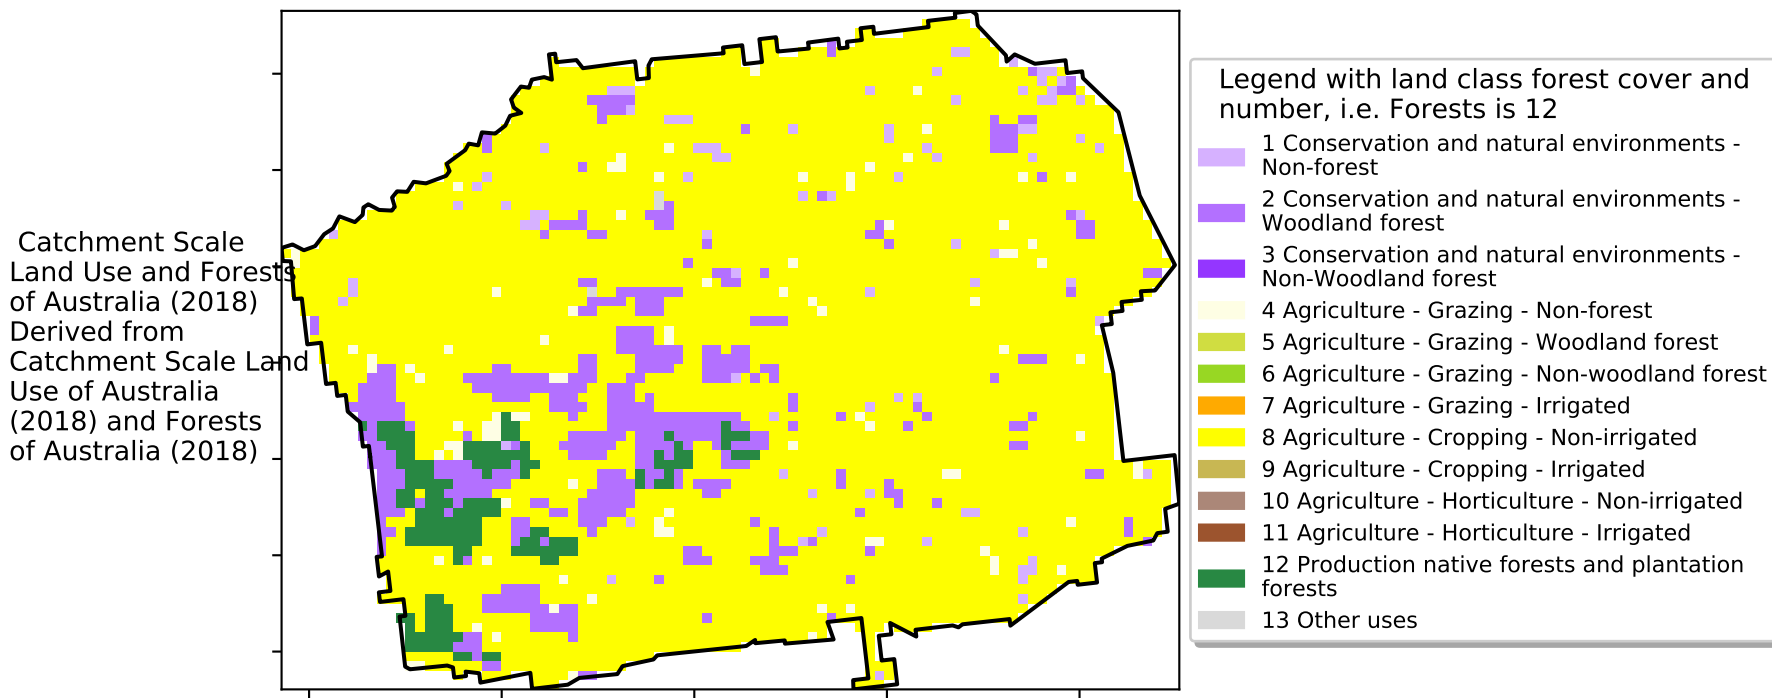 Catchment Scale
Land Use and Forests
of Australia (2018)
Derived from
Catchment Scale Land
Use of Australia
(2018) and Forests
of Australia (2018)
Legend with land class forest cover and
number, i.e. Forests is 12
1 Conservation and natural environments -
Non-forest
2 Conservation and natural environments -
Woodland forest
3 Conservation and natural environments -
Non-Woodland forest
4 Agriculture - Grazing - Non-forest
5 Agriculture - Grazing - Woodland forest
6 Agriculture - Grazing - Non-woodland forest
7 Agriculture - Grazing - Irrigated
8 Agriculture - Cropping - Non-irrigated
9 Agriculture - Cropping - Irrigated
10 Agriculture - Horticulture - Non-irrigated
11 Agriculture - Horticulture - Irrigated
12 Production native forests and plantation
forests
13 Other uses